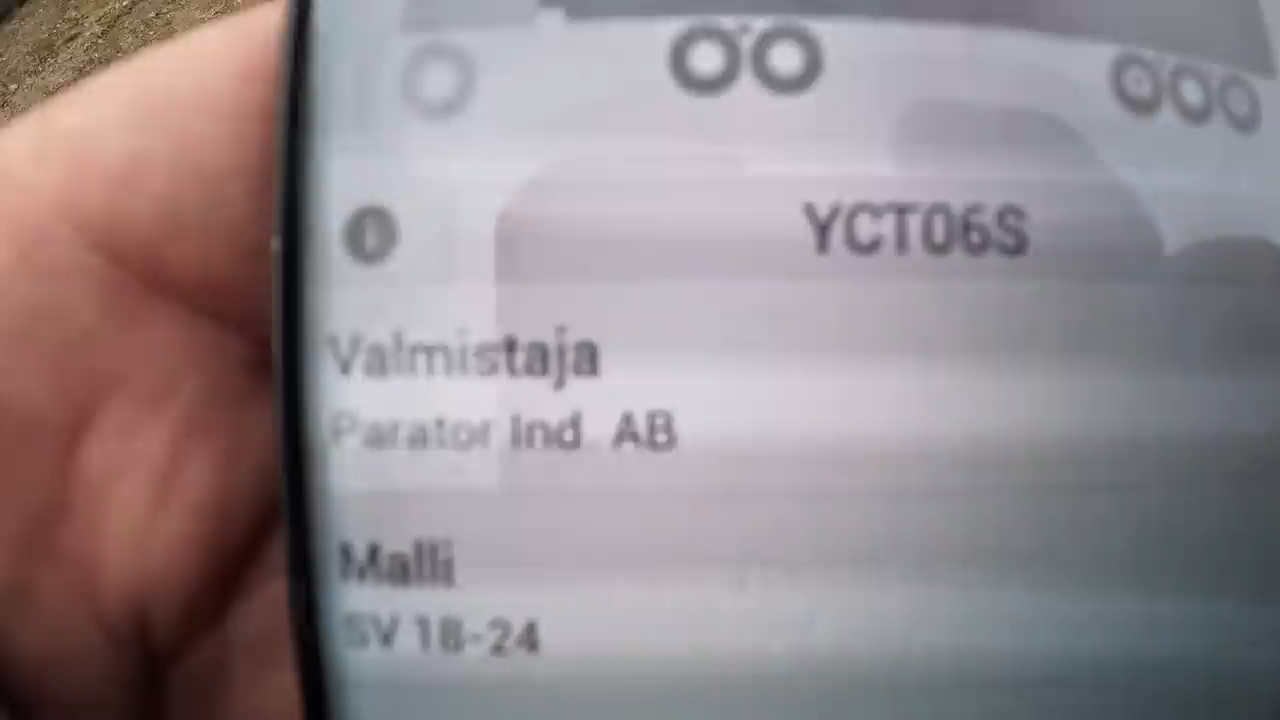 YCT06S
Valmistaja
Parator Ind. AB
Malli
SV 18-24